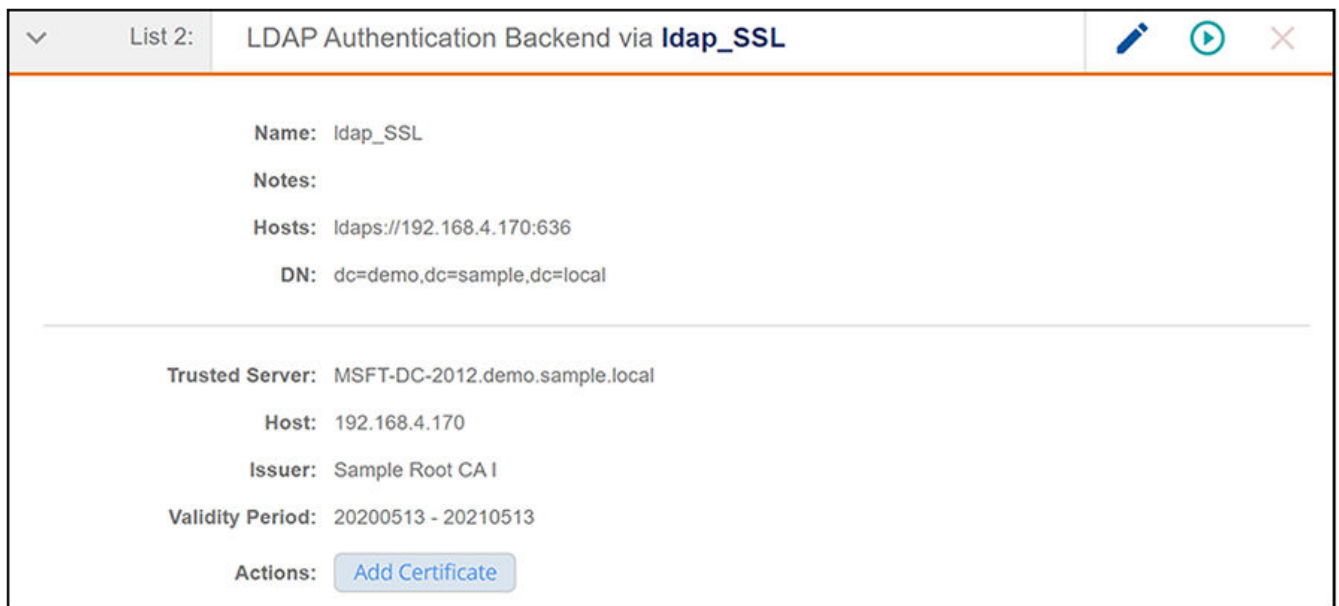 List 2: LDAP Authentication Backend via ldap_SSL
Name: ldap_SSL
Notes:
Hosts: ldaps://192.168.4.170:636
DN: dc=demo,dc=sample,dc=local
Trusted Server: MSFT-DC-2012.demo.sample.local
Host: 192.168.4.170
Issuer: Sample Root CA I
Validity Period: 20200513 - 20210513
Actions: Add Certificate